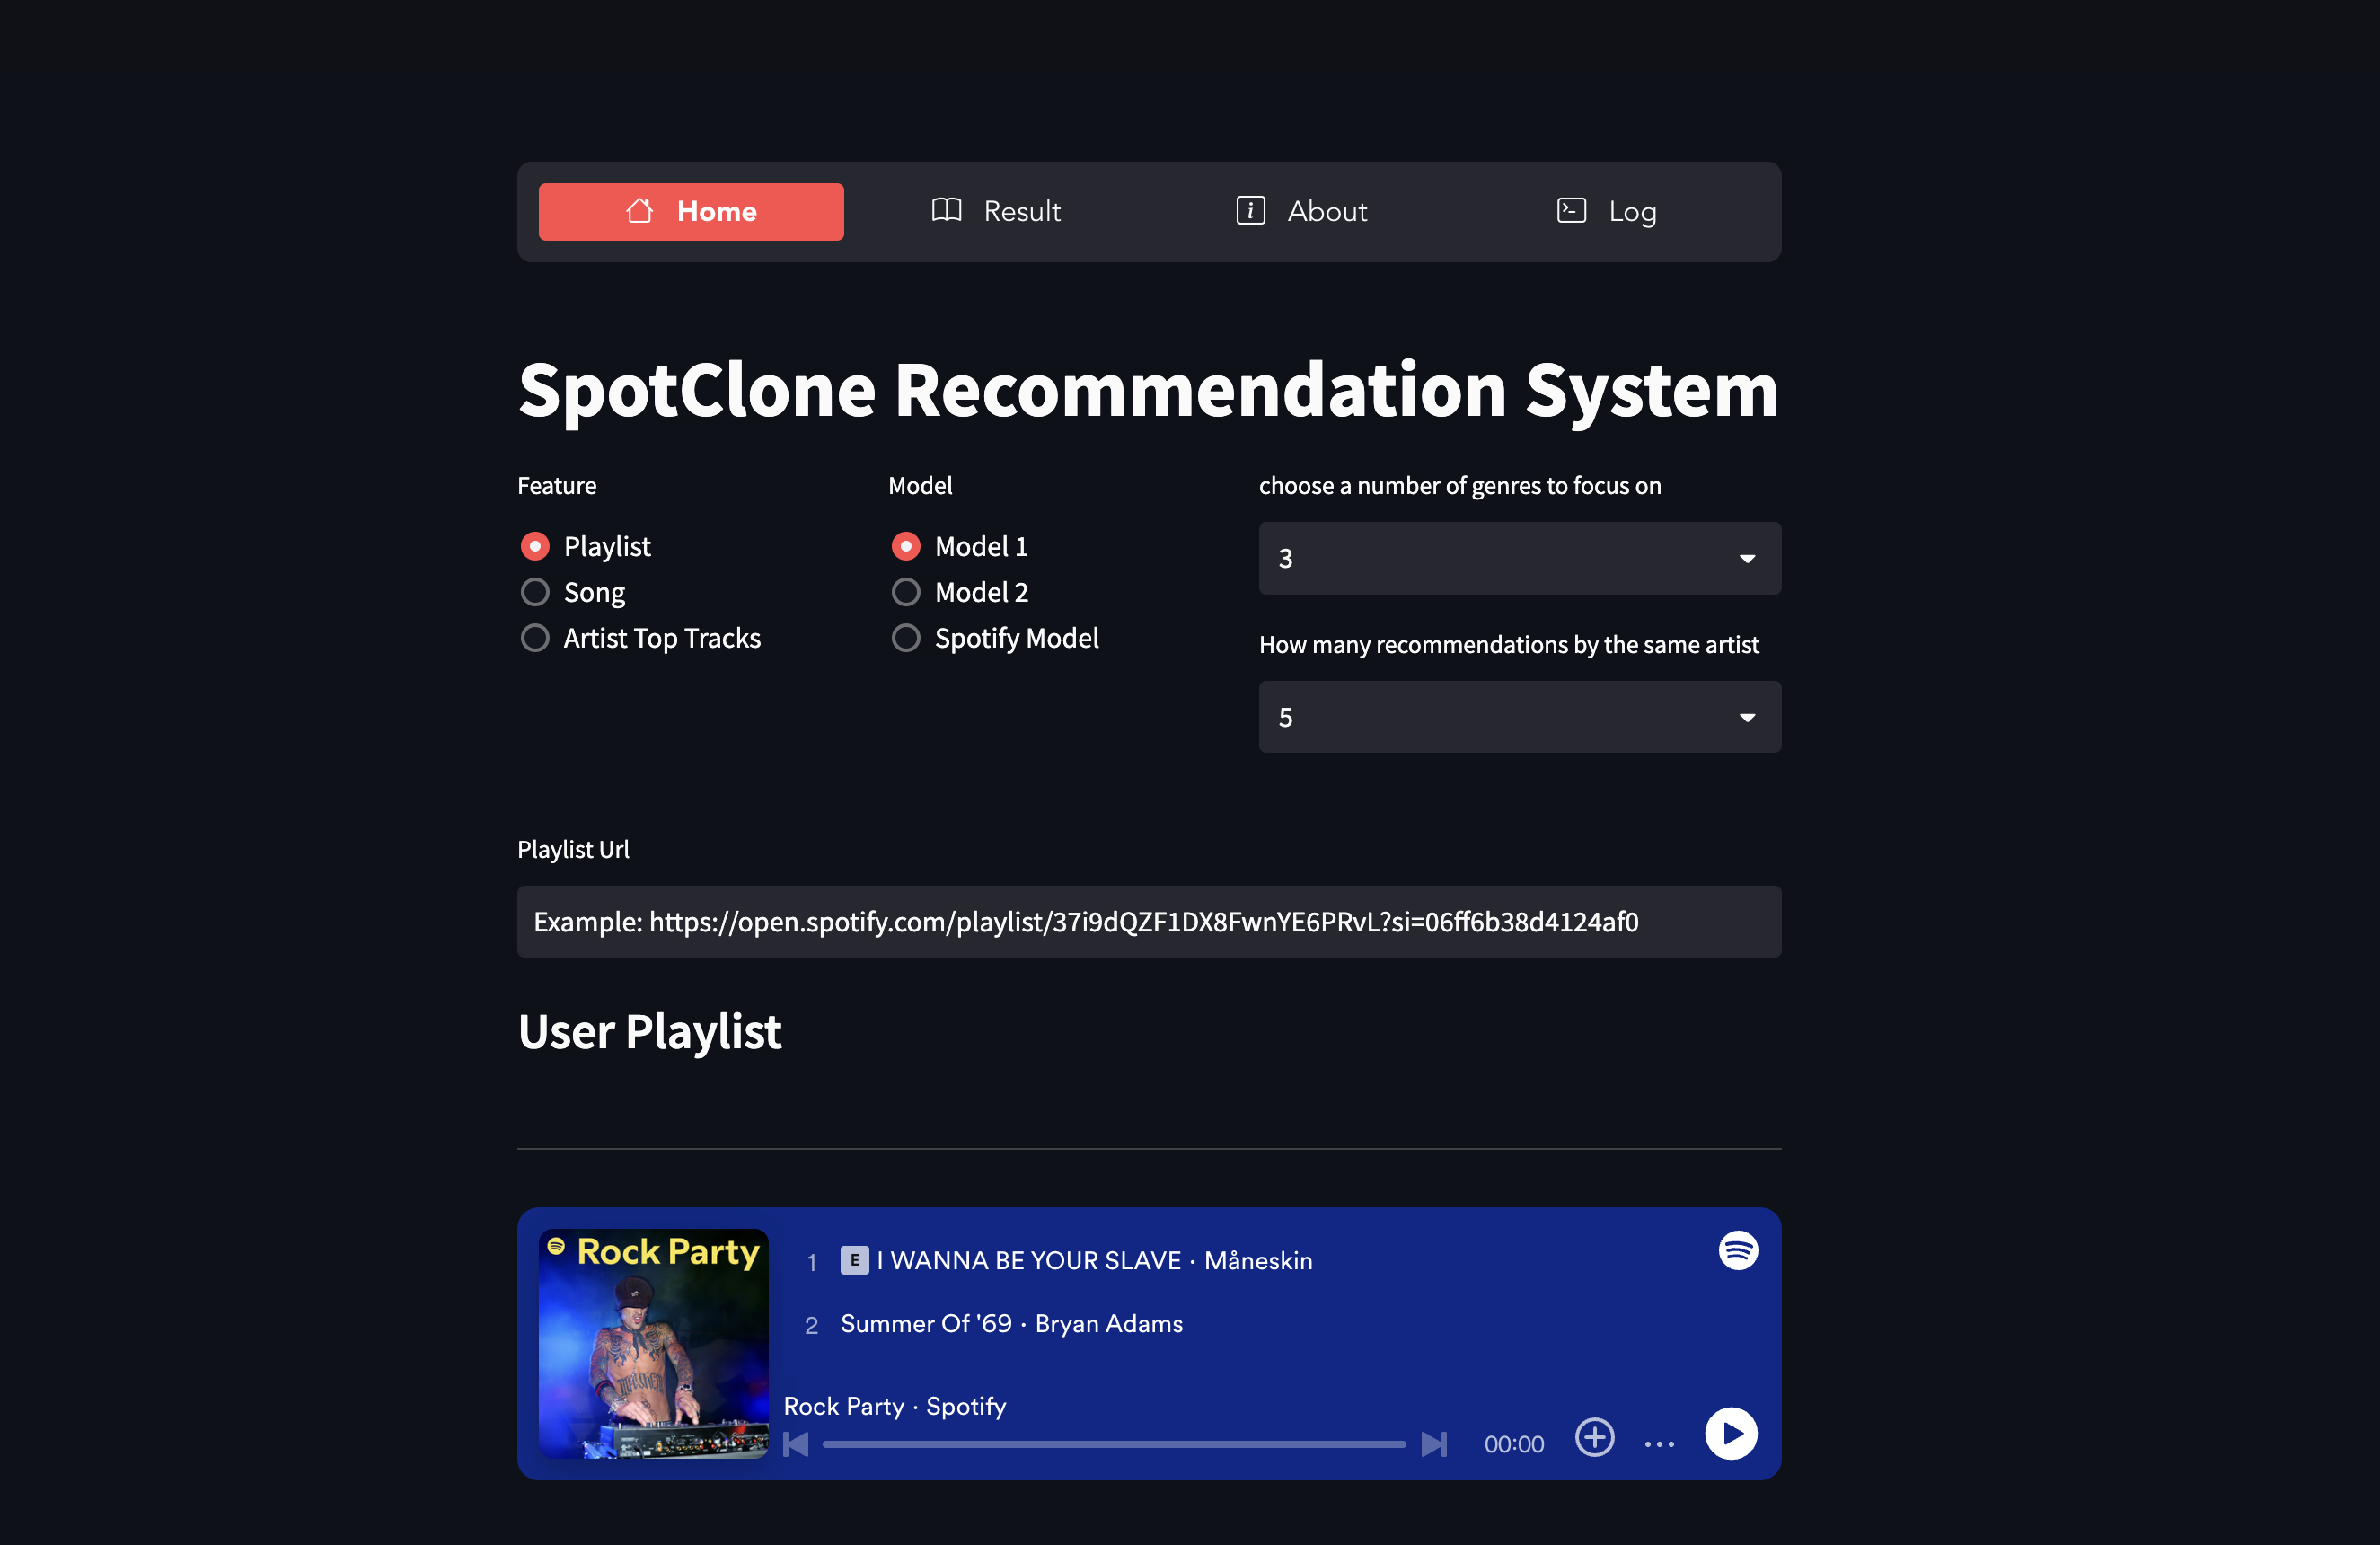 Home Result About Log
SpotClone Recommendation System
Feature
Playlist
Song
Artist Top Tracks
Model
Model 1
Model 2
Spotify Model
choose a number of genres to focus on
3
How many recommendations by the same artist
5
Playlist Url
Example: https://open.spotify.com/playlist/37i9dQZF1DX8FwnYE6PRvL?si=06ff6b38d4124af0
User Playlist
Rock Party
MAYHEM
1 E I WANNA BE YOUR SLAVE · Måneskin
2 Summer Of '69 · Bryan Adams
Rock Party · Spotify
00:00